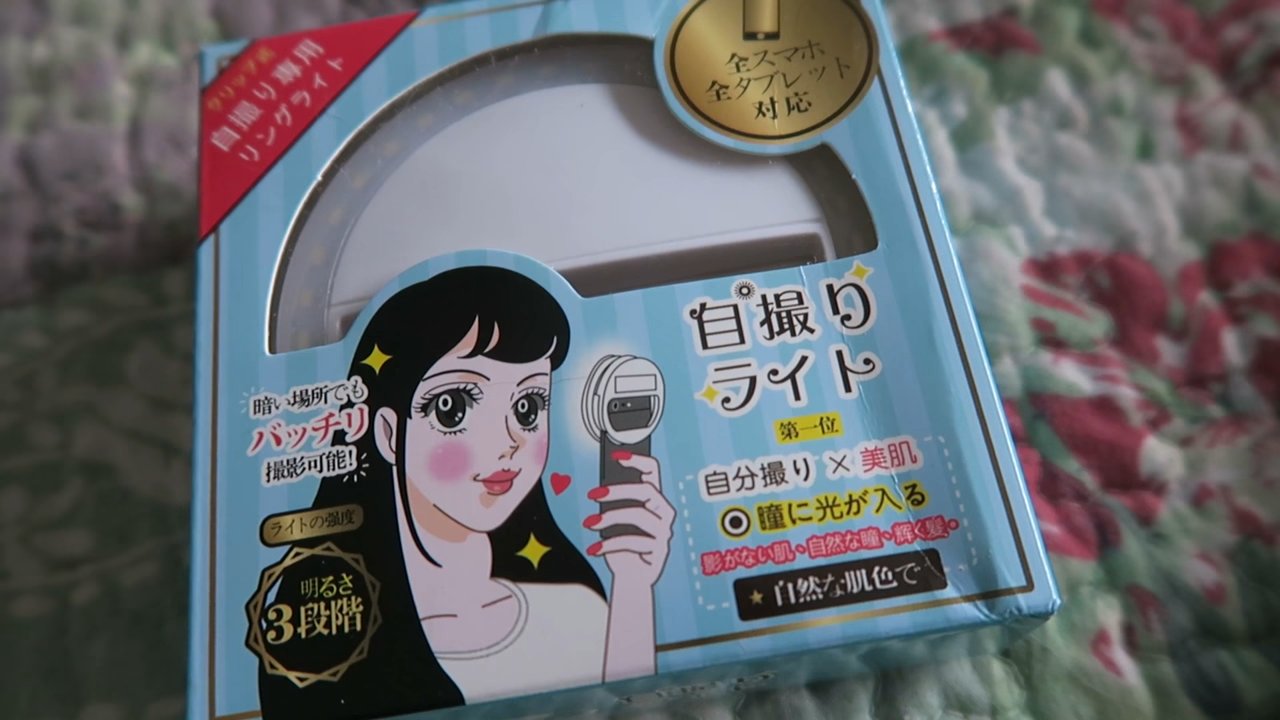 クリップ式
自撮り専用
リングライト
全スマホ
全タブレット
対応
自撮り
ライト
第一位
自分撮り×美肌
瞳に光が入る
影がない肌、自然な瞳、輝く髪。
★自然な肌色で
暗い場所でも
バッチリ
撮影可能!
ライトの強度
明るさ
3段階